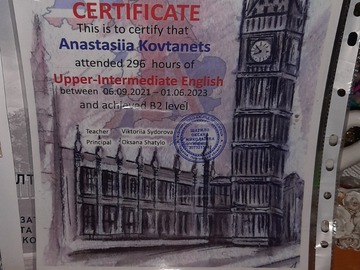 CERTIFICATE
This is to certify that
Anastasiia Kovtanets
attended 296 hours of
Upper-Intermediate English
between 06.09.2021 – 01.06.2023
and achieved B2 level
Teacher Viktoriia Sydorova
Principal Oksana Shatylo